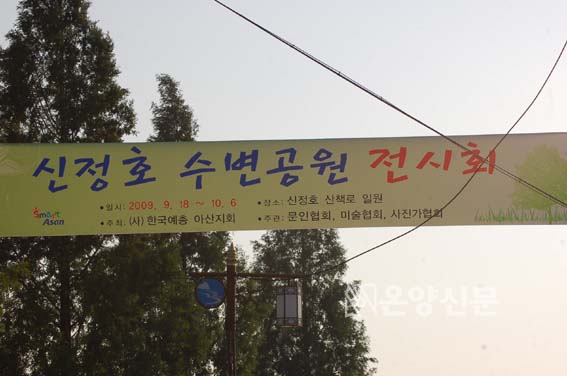 신정호 수변공원 전시회
•일시: 2009. 9. 18 ~ 10. 6 •장소: 신정호 산책로 일원
•주최: (사)한국예총 아산지회 •주관: 문인협회, 미술협회, 사진가협회
Smart
Asan
온양신문